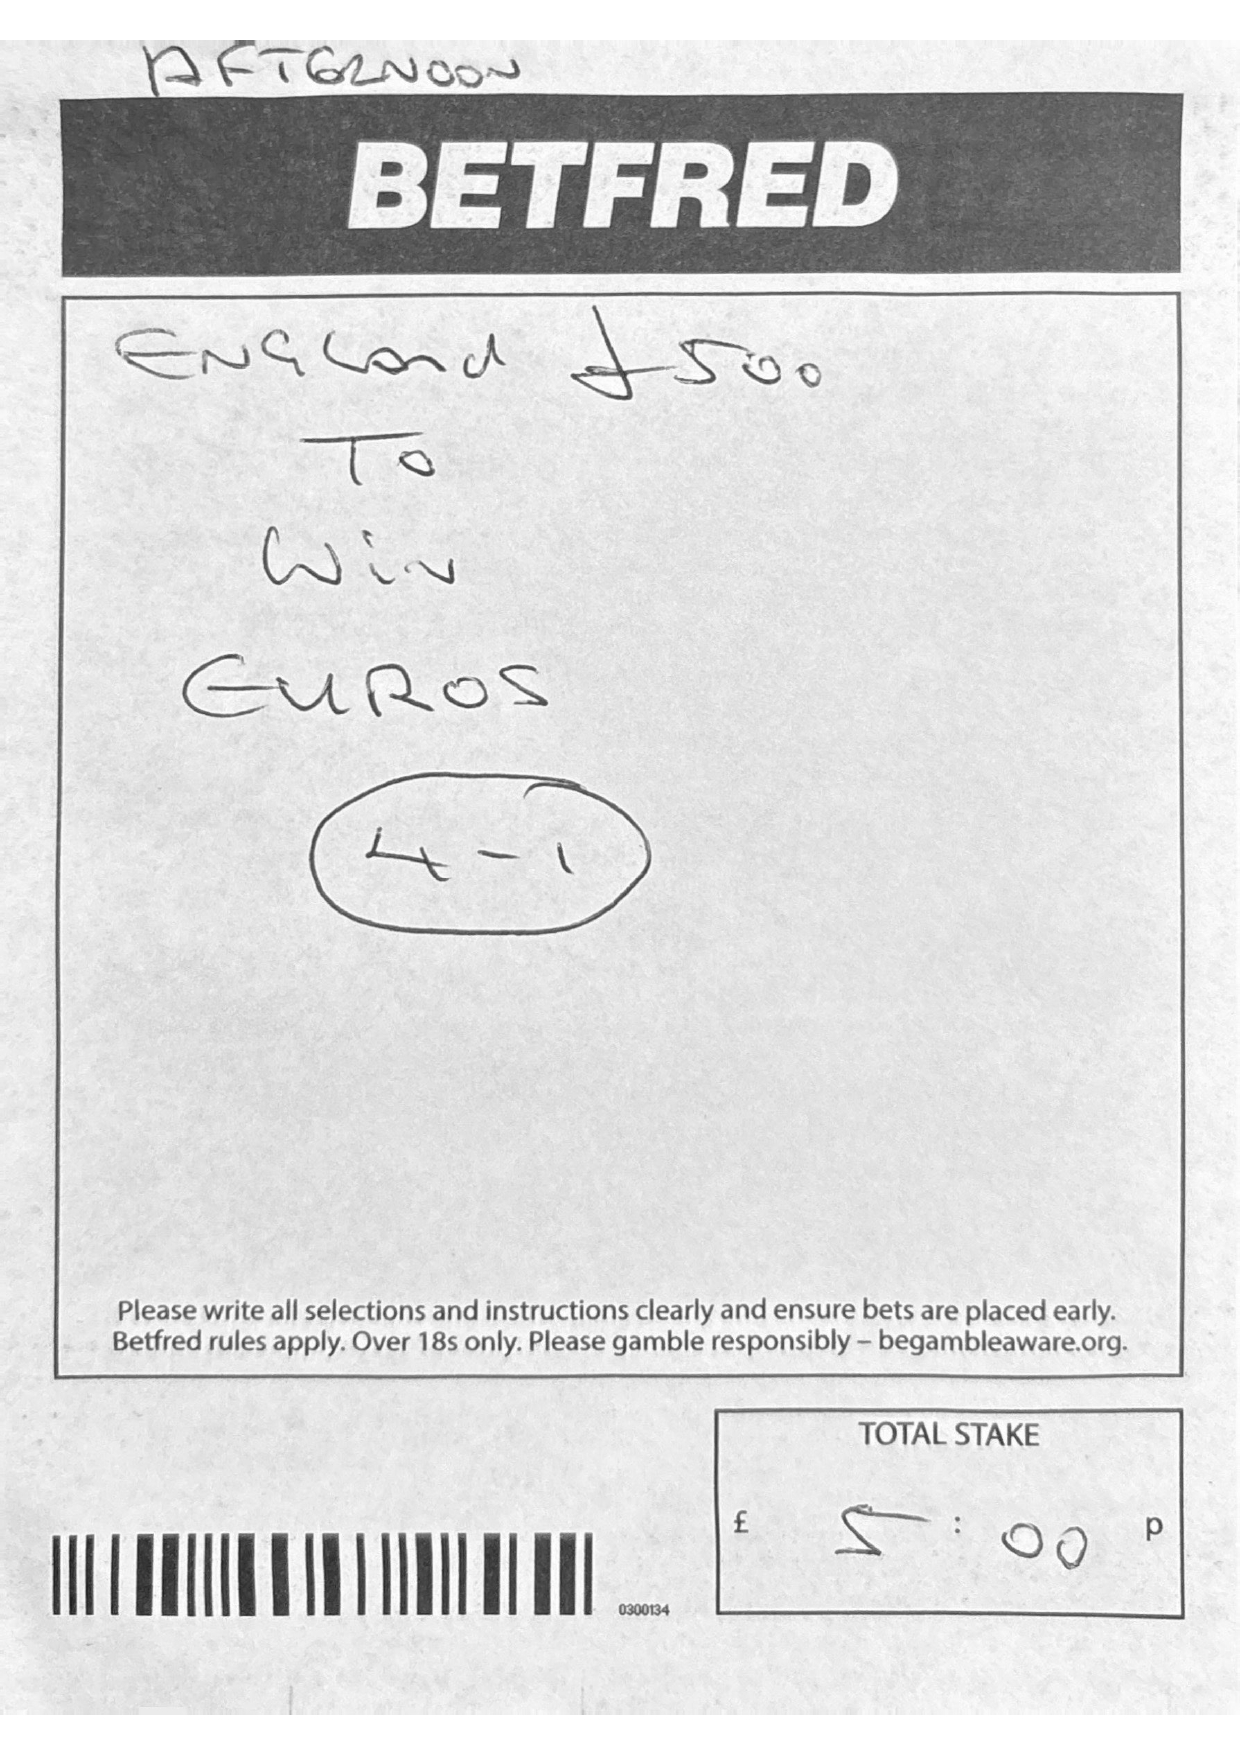 AFTERNOON
BETFRED
ENGLand £500
To
Win
EUROS
4-1
Please write all selections and instructions clearly and ensure bets are placed early.
Betfred rules apply. Over 18s only. Please gamble responsibly – begambleaware.org.
TOTAL STAKE
£ 5:00 p
0300134